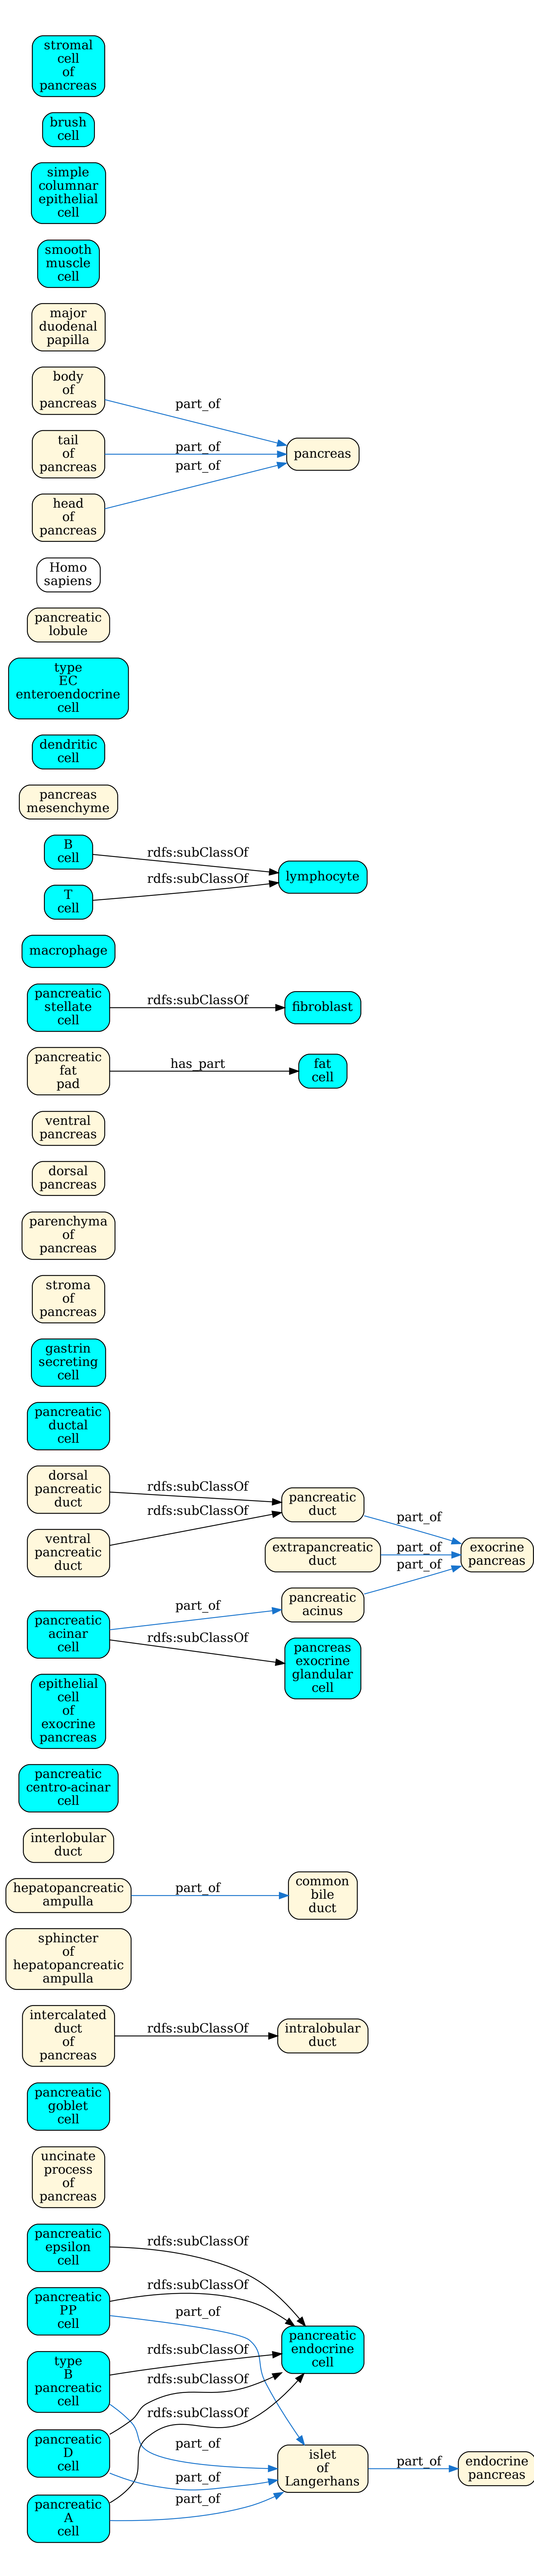 stromal
cell
of
pancreas
brush
cell
simple
columnar
epithelial
cell
smooth
muscle
cell
major
duodenal
papilla
body
of
pancreas
part_of
tail
of
pancreas
part_of
pancreas
part_of
head
of
pancreas
Homo
sapiens
pancreatic
lobule
type
EC
enteroendocrine
cell
dendritic
cell
pancreas
mesenchyme
B
cell
rdfs:subClassOf
lymphocyte
rdfs:subClassOf
T
cell
macrophage
pancreatic
stellate
cell
rdfs:subClassOf
fibroblast
pancreatic
fat
pad
has_part
fat
cell
ventral
pancreas
dorsal
pancreas
parenchyma
of
pancreas
stroma
of
pancreas
gastrin
secreting
cell
pancreatic
ductal
cell
dorsal
pancreatic
duct
rdfs:subClassOf
pancreatic
duct
rdfs:subClassOf
part_of
ventral
pancreatic
duct
extrapancreatic
duct
part_of
exocrine
pancreas
part_of
pancreatic
acinus
pancreatic
acinar
cell
part_of
rdfs:subClassOf
pancreas
exocrine
glandular
cell
epithelial
cell
of
exocrine
pancreas
pancreatic
centro-acinar
cell
interlobular
duct
hepatopancreatic
ampulla
part_of
common
bile
duct
sphincter
of
hepatopancreatic
ampulla
intercalated
duct
of
pancreas
rdfs:subClassOf
intralobular
duct
pancreatic
goblet
cell
uncinate
process
of
pancreas
pancreatic
epsilon
cell
rdfs:subClassOf
pancreatic
PP
cell
rdfs:subClassOf
part_of
pancreatic
endocrine
cell
type
B
pancreatic
cell
rdfs:subClassOf
rdfs:subClassOf
rdfs:subClassOf
pancreatic
D
cell
part_of
part_of
islet
of
Langerhans
part_of
endocrine
pancreas
pancreatic
A
cell
part_of